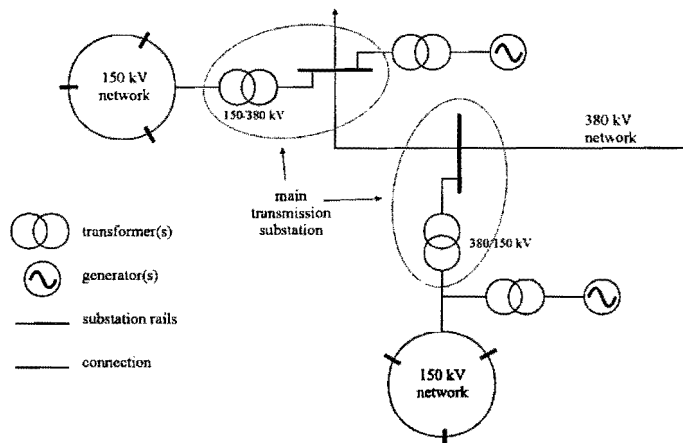 150 kV
network
150-380 kV
380 kV
network
main
transmission
substation
380/150 kV
transformer(s)
generator(s)
substation rails
connection
150 kV
network